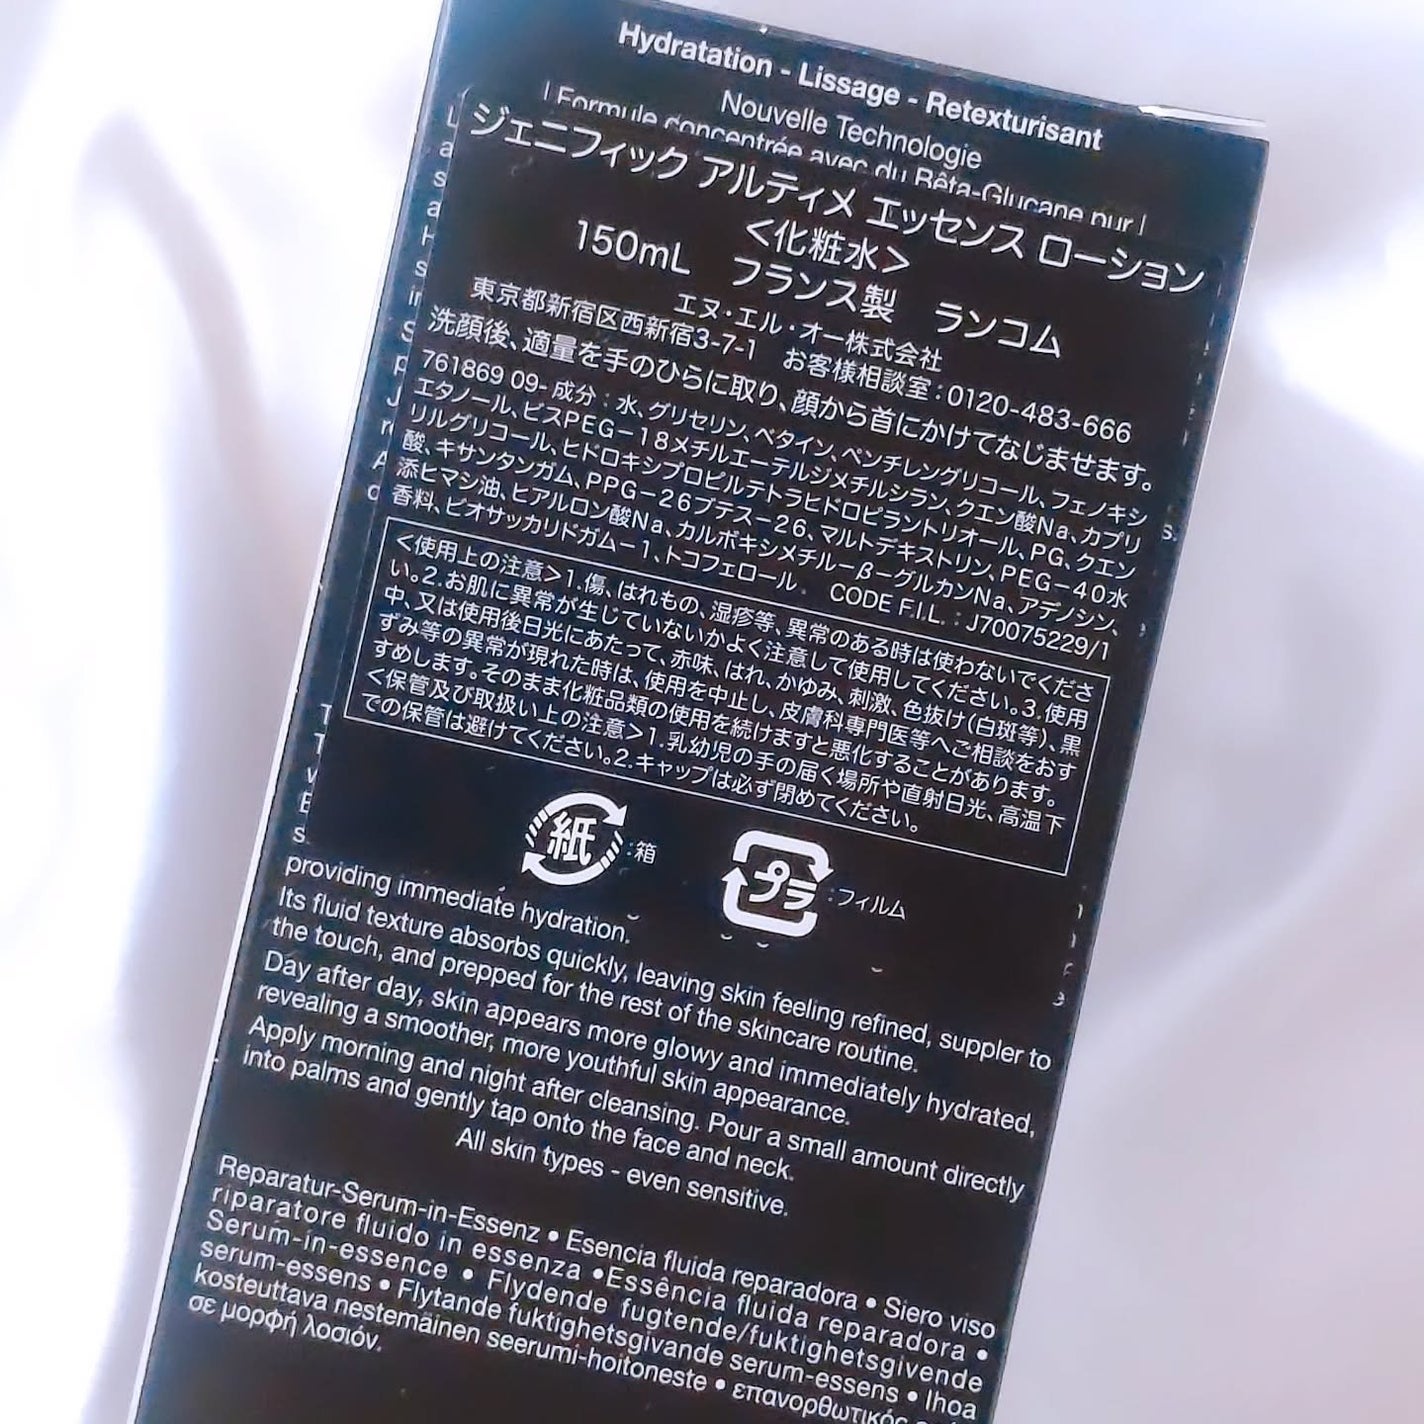 Hydratation - Lissage - Retexturisant
Nouvelle Technologie
| Formule concentrée avec du Bêta-Glucane pur |
ジェニフィック アルティメ エッセンス ローション
<化粧水>
150mL フランス製 ランコム
エヌ・エル・オー株式会社
東京都新宿区西新宿3-7-1 お客様相談室：0120-483-666
洗顔後、適量を手のひらに取り、顔から首にかけてなじませます。
761869 09- 成分：水、グリセリン、ベタイン、ペンチレングリコール、フェノキシ
エタノール、ビスPEG－18メチルエーテルジメチルシラン、クエン酸Na、カプリ
リルグリコール、ヒドロキシプロピルテトラヒドロピラントリオール、PG、クエン
酸、キサンタンガム、PPG－26ブテス－26、マルトデキストリン、PEG－40水
添ヒマシ油、ヒアルロン酸Na、カルボキシメチル－β－グルカンNa、アデノシン、
香料、ビオサッカリドガム－1、トコフェロール． CODE F.I.L. : J70075229/1
<使用上の注意>1.傷、はれもの、湿疹等、異常のある時は使わないでくださ
い。2.お肌に異常が生じていないかよく注意して使用してください。3.使用
中、又は使用後日光にあたって、赤味、はれ、かゆみ、刺激、色抜け(白斑等)、黒
ずみ等の異常が現れた時は、使用を中止し、皮膚科専門医等へご相談をおす
すめします。そのまま化粧品類の使用を続けますと悪化することがあります。
<保管及び取扱い上の注意>1.乳幼児の手の届く場所や直射日光、高温下
での保管は避けてください。2.キャップは必ず閉めてください。
紙 :箱 プラ :フィルム
providing immediate hydration.
Its fluid texture absorbs quickly, leaving skin feeling refined, suppler to
the touch, and prepped for the rest of the skincare routine.
Day after day, skin appears more glowy and immediately hydrated,
revealing a smoother, more youthful skin appearance.
Apply morning and night after cleansing. Pour a small amount directly
into palms and gently tap onto the face and neck.
All skin types - even sensitive.
Reparatur-Serum-in-Essenz • Esencia fluida reparadora • Siero viso
riparatore fluido in essenza •Essência fluida reparadora •
Serum-in-essence • Flydende fugtende/fuktighetsgivende
serum-essens • Flytande fuktighetsgivande serum-essens • Ihoa
kosteuttava nestemäinen seerumi-hoitoneste • επανορθωτικός
σε μορφή λοσιόν.